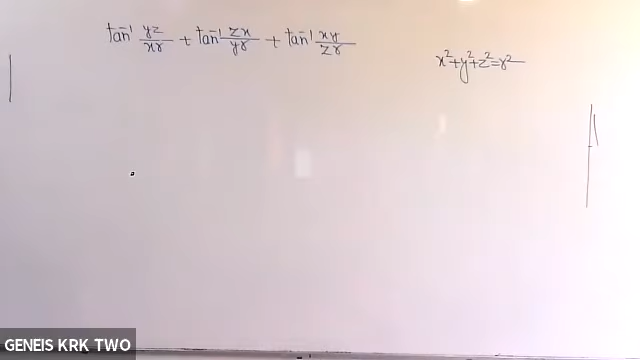 tan⁻¹ yz/xr + tan⁻¹ zx/yr + tan⁻¹ xy/zr
x²+y²+z²=r²
GENEIS KRK TWO